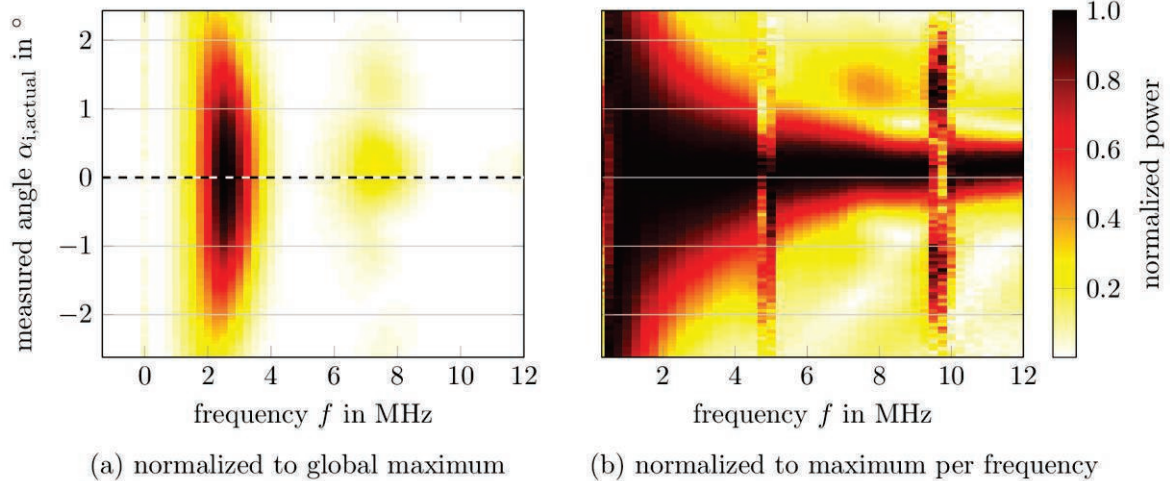 measured angle αi,actual in °
2
1
0
−1
−2
0 2 4 6 8 10 12
frequency f in MHz
(a) normalized to global maximum
2 4 6 8 10 12
frequency f in MHz
(b) normalized to maximum per frequency
1.0
0.8
0.6
0.4
0.2
normalized power